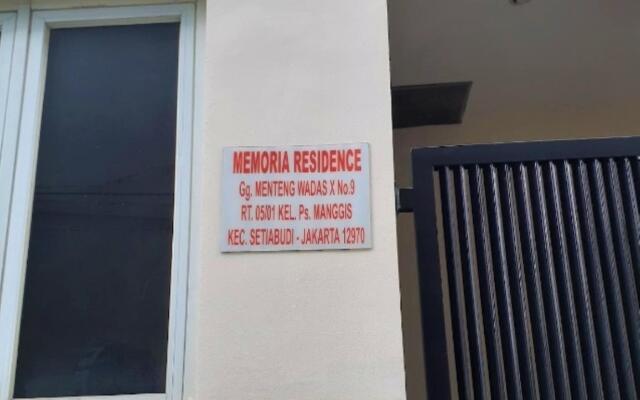 MEMORIA RESIDENCE
Gg. MENTENG WADAS X No.9
RT. 05/01 KEL. Ps. MANGGIS
KEC. SETIABUDI - JAKARTA 12970